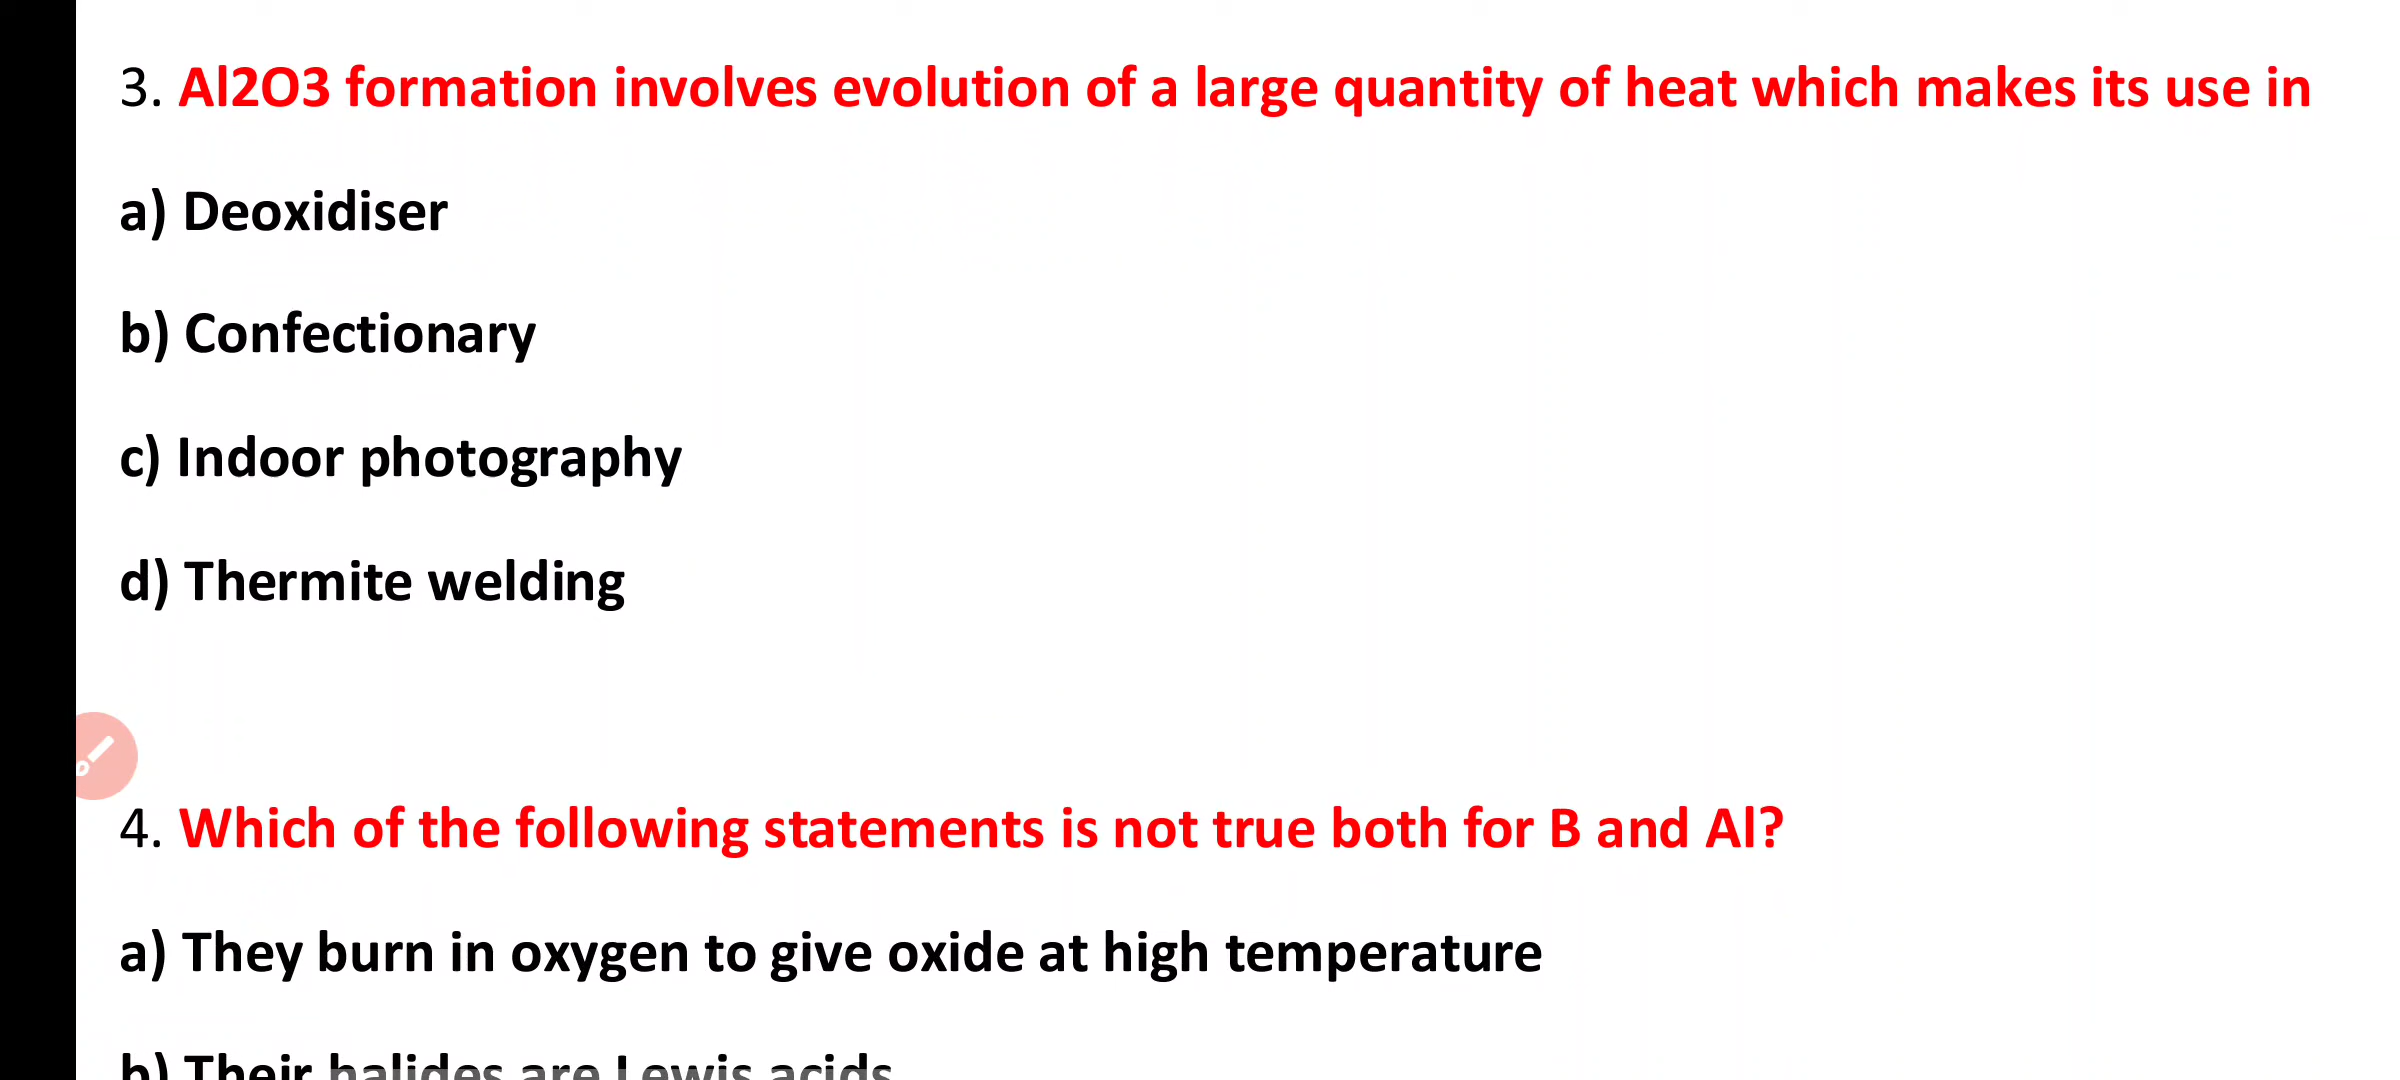 3. Al2O3 formation involves evolution of a large quantity of heat which makes its use in
a) Deoxidiser
b) Confectionary
c) Indoor photography
d) Thermite welding
4. Which of the following statements is not true both for B and Al?
a) They burn in oxygen to give oxide at high temperature
b) Their halides are Lewis acids